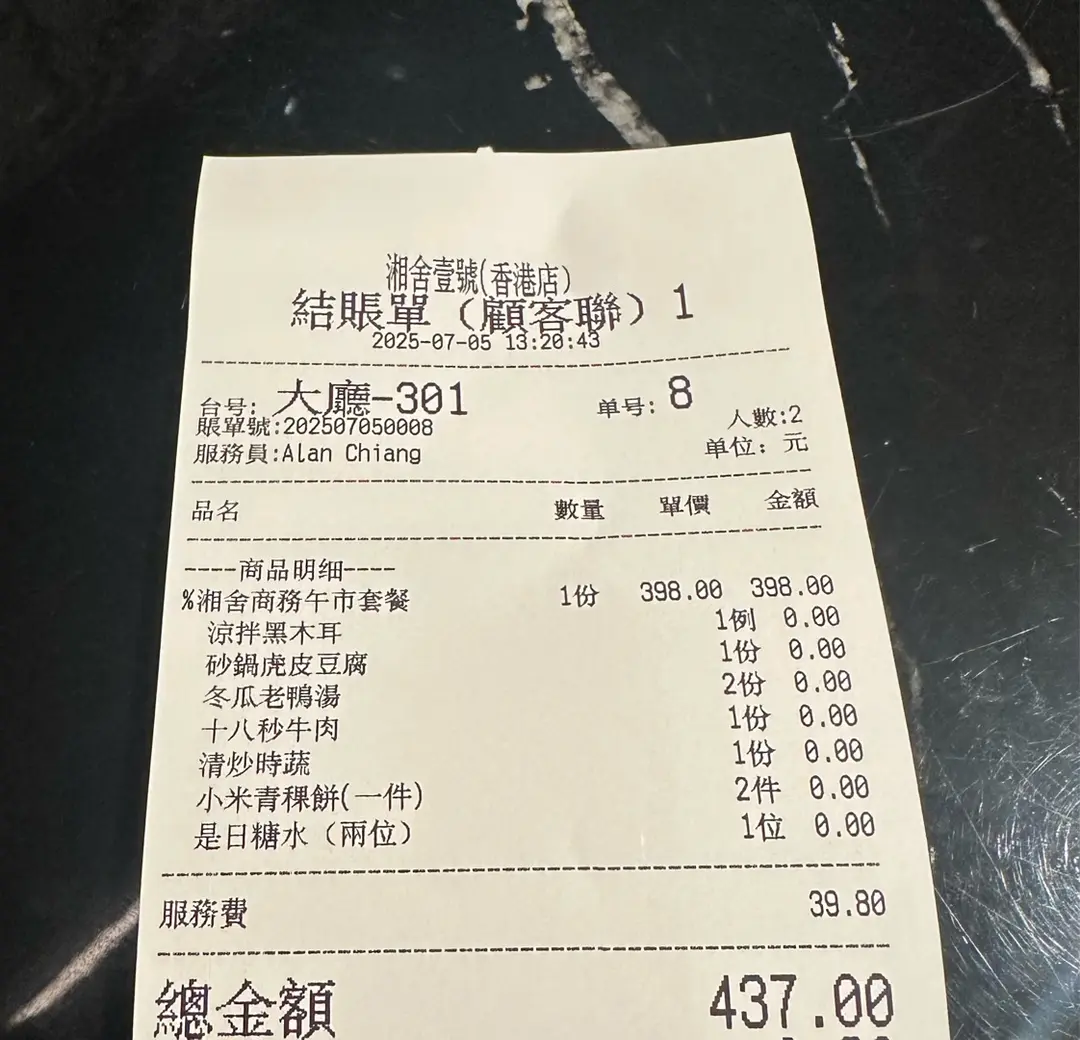 湘舍壹號(香港店)
結賬單（顧客聯）1
2025-07-05 13:20:43
台号: 大廳-301 单号: 8
賬單號:202507050008 人數:2
服務員:Alan Chiang 单位: 元
品名 數量 單價 金額
----商品明细----
%湘舍商務午市套餐 1份 398.00 398.00
涼拌黑木耳 1例 0.00
砂鍋虎皮豆腐 1份 0.00
冬瓜老鴨湯 2份 0.00
十八秒牛肉 1份 0.00
清炒時蔬 1份 0.00
小米青稞餅(一件) 2件 0.00
是日糖水（兩位） 1位 0.00
服務費 39.80
總金額 437.00